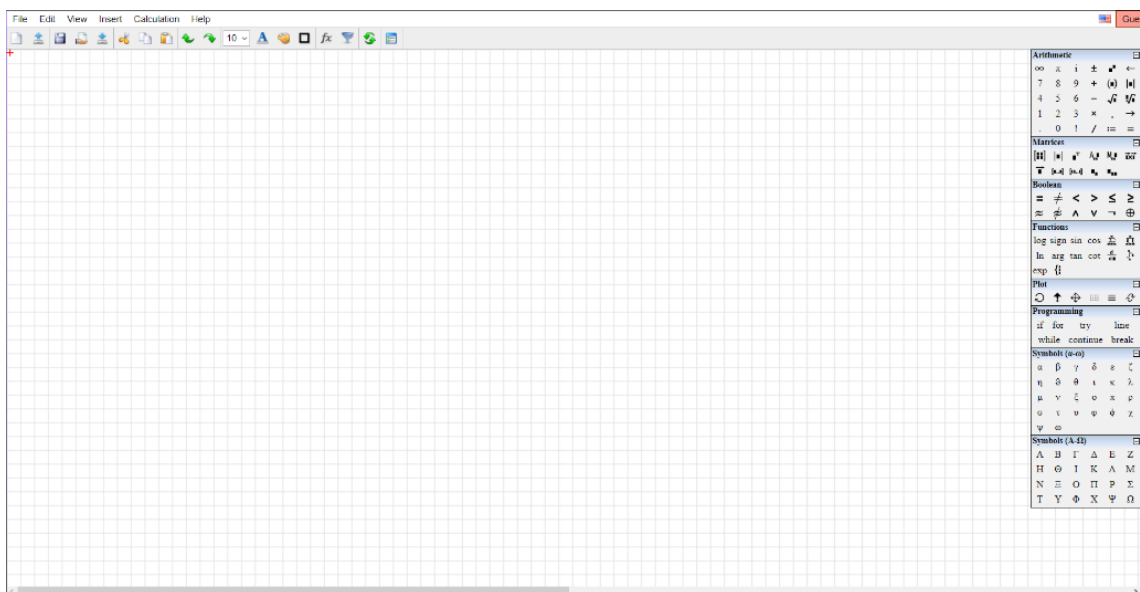 File Edit View Insert Calculation Help
Gue
10
fx
Arithmetic
∞ π i ± ←
7 8 9 +
4 5 6 −
1 2 3 × , →
. 0 ! / := =
Matrices
Boolean
= ≠ < > ≤ ≥
≈ ∧ ∨ ¬ ⊕
Functions
log sign sin cos
ln arg tan cot
exp
Plot
Programming
if for try line
while continue break
Symbols (α-ω)
α β γ δ ε ζ
η θ ι κ λ
μ ν ξ ο π ρ
σ τ υ φ ϕ χ
ψ ω
Symbols (Α-Ω)
Α Β Γ Δ Ε Ζ
Η Θ Ι Κ Λ Μ
Ν Ξ Ο Π Ρ Σ
Τ Υ Φ Χ Ψ Ω